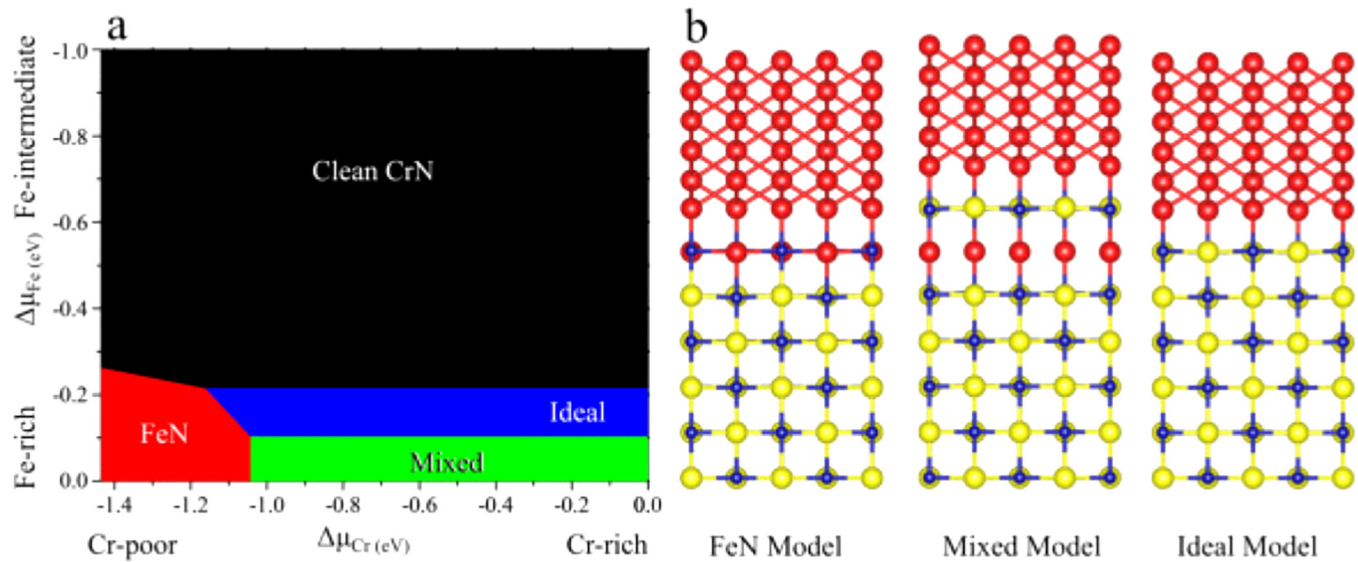 a
b
-1.0
-0.8
-0.6
-0.4
-0.2
0.0
ΔμFe (eV) Fe-intermediate
Fe-rich
Clean CrN
Ideal
FeN
Mixed
-1.4 -1.2 -1.0 -0.8 -0.6 -0.4 -0.2 0.0
Cr-poor ΔμCr (eV) Cr-rich
FeN Model Mixed Model Ideal Model